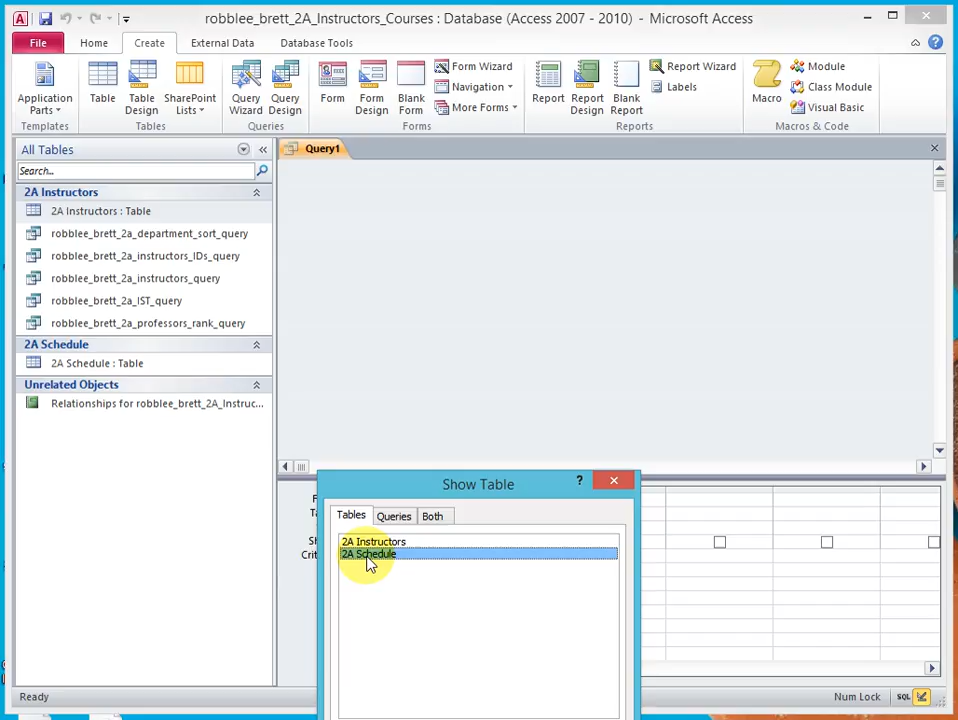 robblee_brett_2A_Instructors_Courses : Database (Access 2007 - 2010) - Microsoft Access
File Home Create External Data Database Tools
Application Parts Table Table Design SharePoint Lists Query Wizard Query Design Form Form Design Blank Form Form Wizard Navigation More Forms Report Report Design Blank Report Report Wizard Labels Macro Module Class Module Visual Basic
Templates Tables Queries Forms Reports Macros & Code
All Tables
Query1
Search...
2A Instructors
2A Instructors : Table
robblee_brett_2a_department_sort_query
robblee_brett_2a_instructors_IDs_query
robblee_brett_2a_instructors_query
robblee_brett_2a_IST_query
robblee_brett_2a_professors_rank_query
2A Schedule
2A Schedule : Table
Unrelated Objects
Relationships for robblee_brett_2A_Instruc...
Show Table
Tables Queries Both
2A Instructors
2A Schedule
Ready
Num Lock
SQL